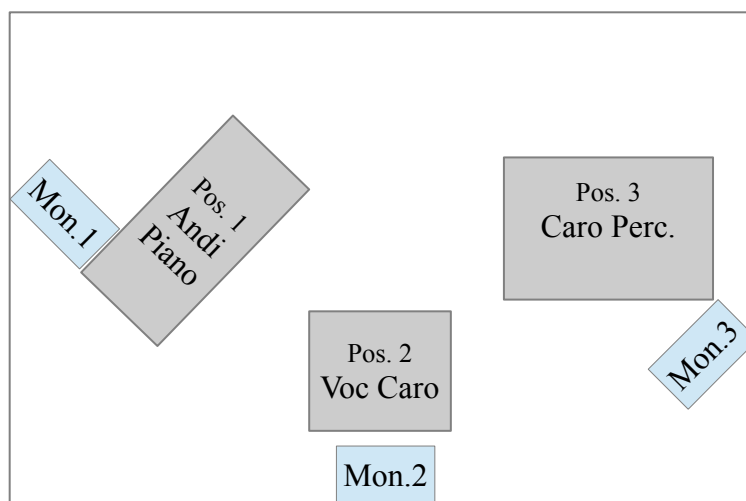 Mon.1
Pos. 1
Andi
Piano
Pos. 3
Caro Perc.
Pos. 2
Voc Caro
Mon.3
Mon.2